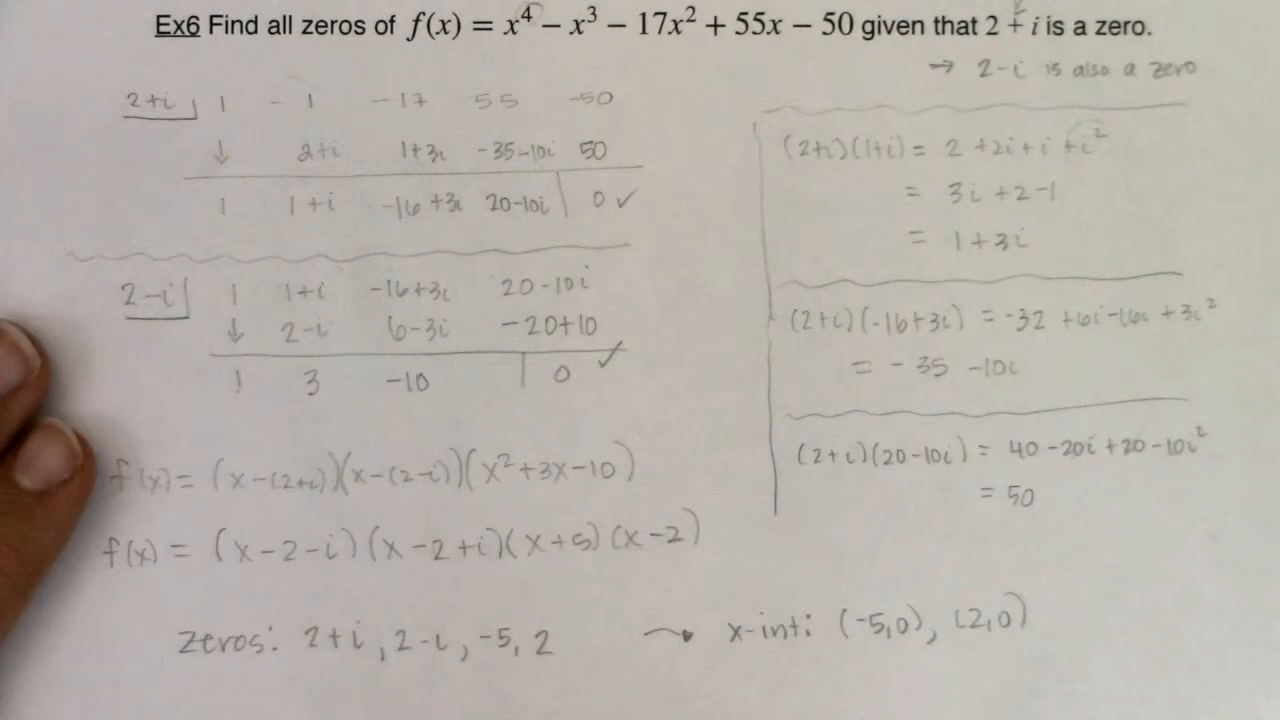 Ex6 Find all zeros of f(x) = x⁴ − x³ − 17x² + 55x − 50 given that 2 + i is a zero.
→ 2-i is also a zero
2+i 1 - 1 -17 55 -50
↓ 2+i 1+3i -35-10i 50
1 1+i -16+3i 20-10i 0 ✓
2-i 1 1+i -16+3i 20-10i
↓ 2-i 6-3i -20+10
1 3 -10 0 ✓
f(x) = (x-(2+i))(x-(2-i))(x²+3x-10)
f(x) = (x-2-i)(x-2+i)(x+5)(x-2)
zeros: 2+i, 2-i, -5, 2 → x-int: (-5,0), (2,0)
(2+i)(1+i) = 2+2i+i+i²
= 3i+2-1
= 1+3i
(2+i)(-16+3i) = -32+6i-16i+3i²
= -35-10i
(2+i)(20-10i) = 40-20i+20-10i²
= 50